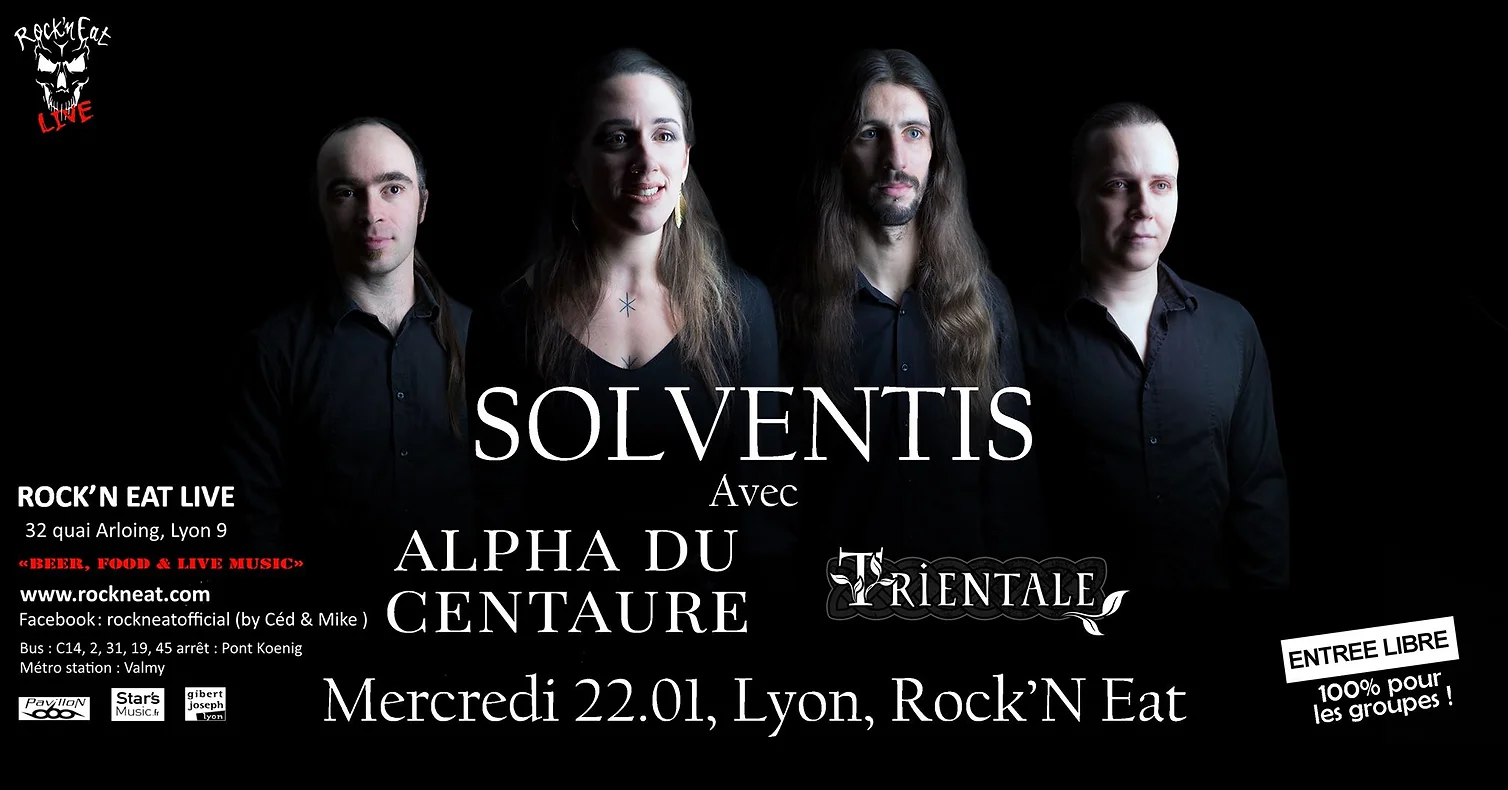 Rock'n Eat
LIVE
SOLVENTIS
Avec
ALPHA DU
CENTAURE
TRIENTALE
Mercredi 22.01, Lyon, Rock'N Eat
ROCK'N EAT LIVE
32 quai Arloing, Lyon 9
«BEER, FOOD & LIVE MUSIC»
www.rockneat.com
Facebook : rockneatofficial (by Céd & Mike )
Bus : C14, 2, 31, 19, 45 arrêt : Pont Koenig
Métro station : Valmy
PavillON
Star's
Music.fr
gibert
joseph
lyon
ENTREE LIBRE
100% pour
les groupes !